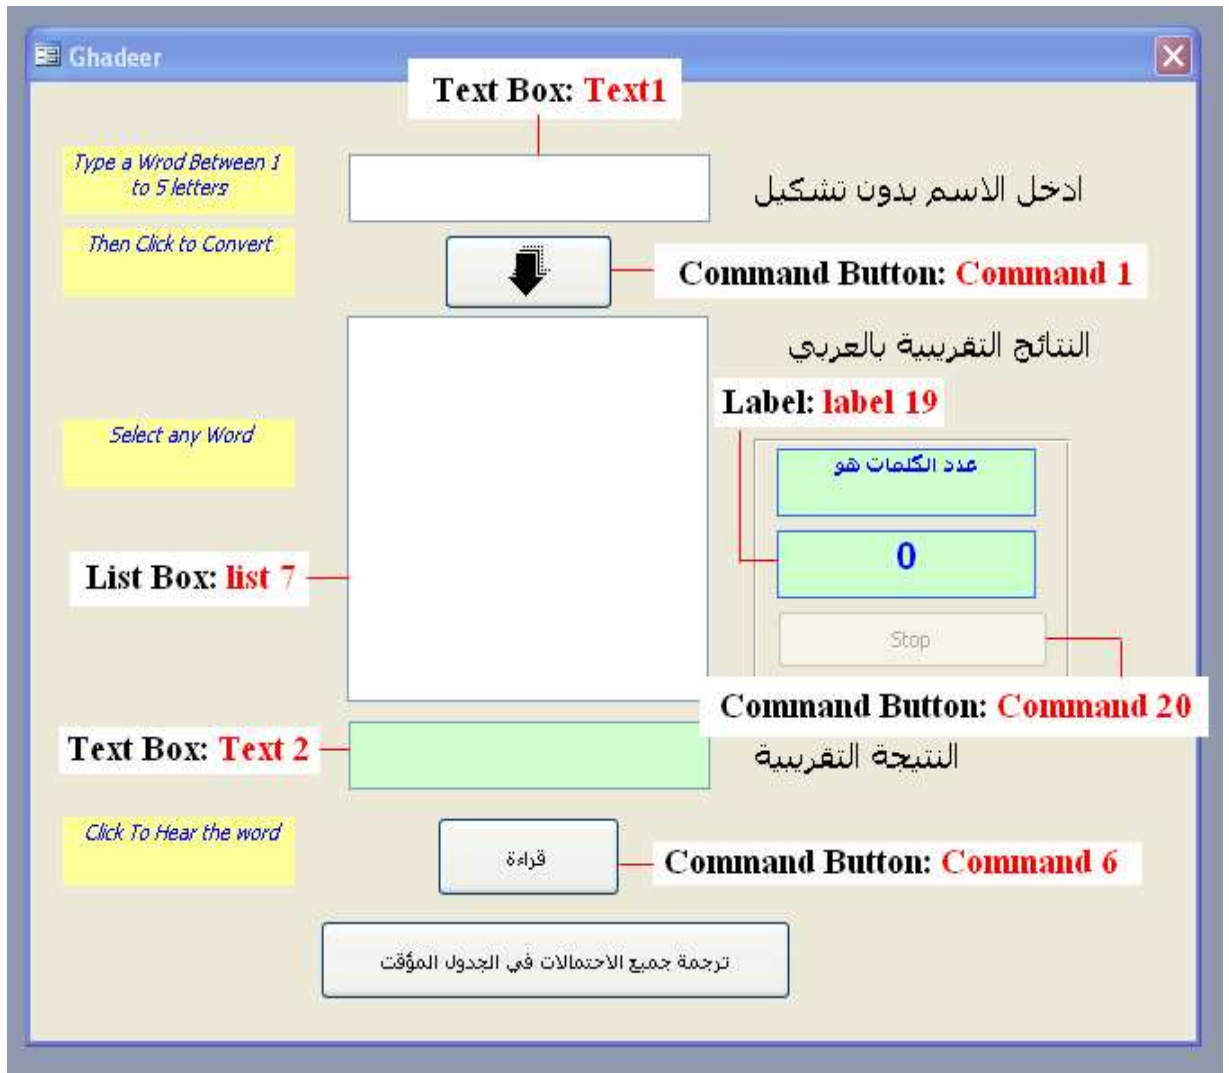 Ghadeer
Text Box: Text1
Type a Wrod Between 1
to 5 letters
ادخل الاسم بدون تشكيل
Then Click to Convert
Command Button: Command 1
النتائج التقريبية بالعربي
Label: label 19
Select any Word
عدد الكلمات هو
0
List Box: list 7
Stop
Command Button: Command 20
Text Box: Text 2
النتيجة التقريبية
Click To Hear the word
قراءة
Command Button: Command 6
ترجمة جميع الاحتمالات في الجدول المؤقت